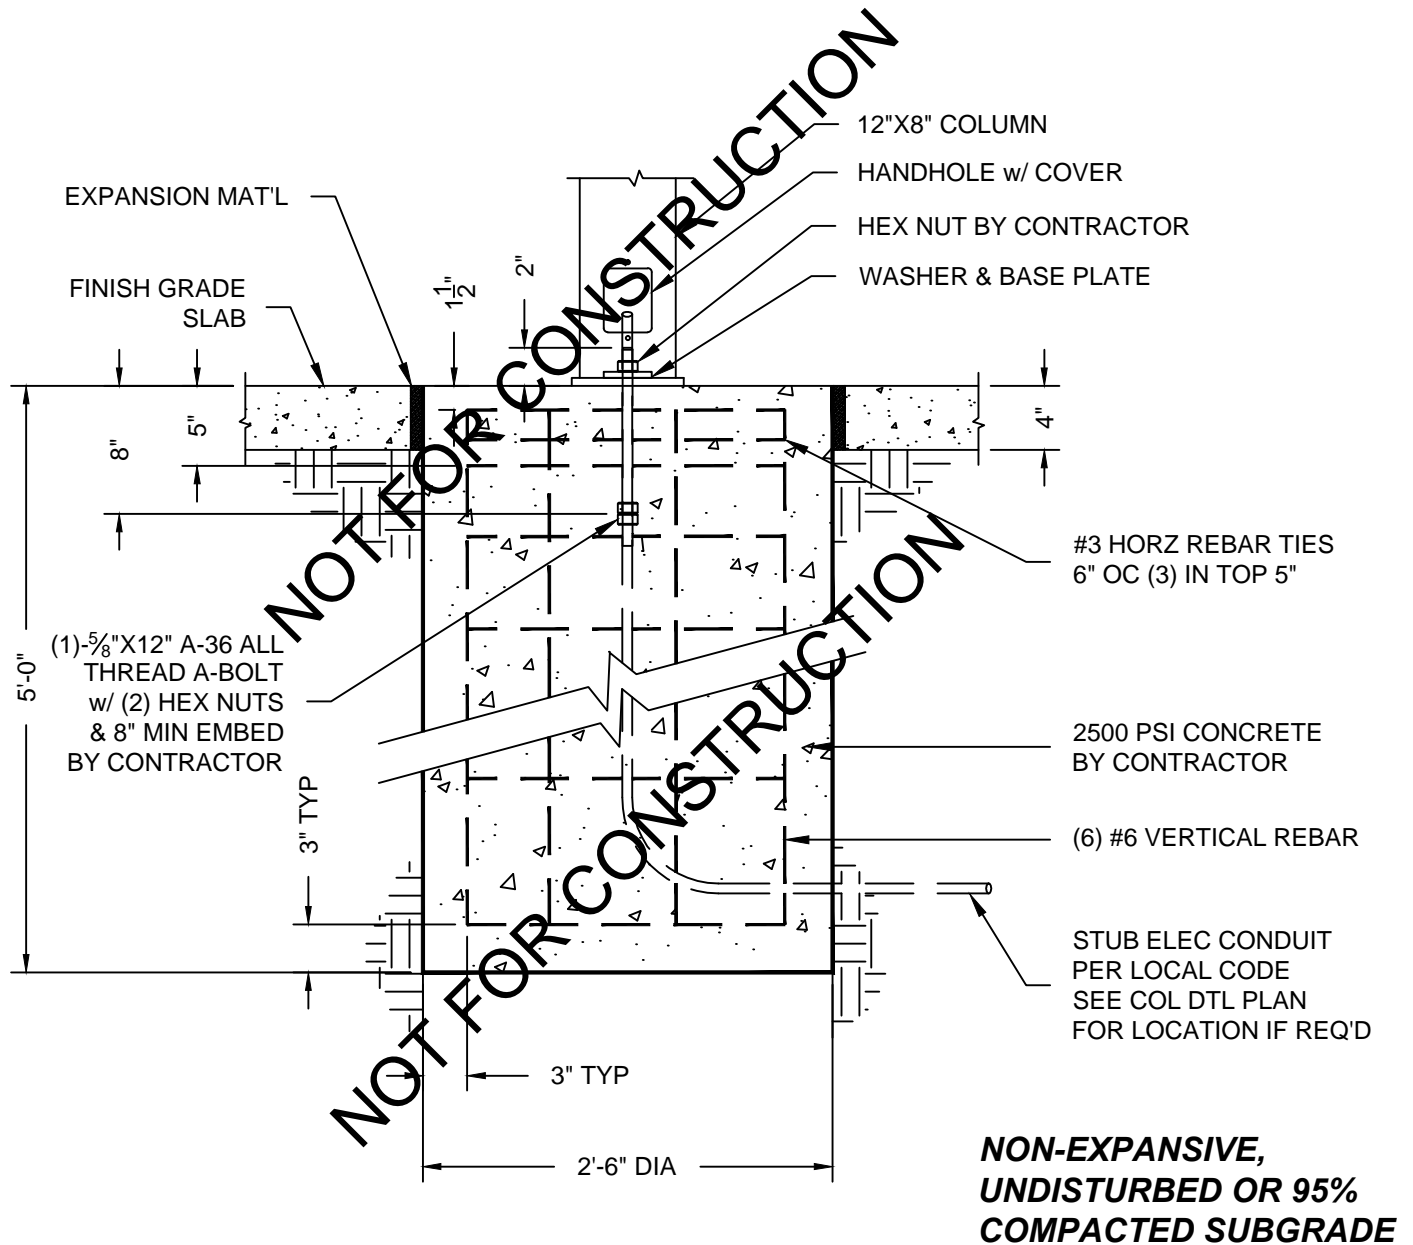 12"X8" COLUMN
HANDHOLE w/ COVER
HEX NUT BY CONTRACTOR
WASHER & BASE PLATE
EXPANSION MAT'L
FINISH GRADE
SLAB
1 1/2"
2"
8"
5"
4"
5'-0"
#3 HORZ REBAR TIES
6" OC (3) IN TOP 5"
(1)-⅝"X12" A-36 ALL
THREAD A-BOLT
w/ (2) HEX NUTS
& 8" MIN EMBED
BY CONTRACTOR
2500 PSI CONCRETE
BY CONTRACTOR
3" TYP
(6) #6 VERTICAL REBAR
STUB ELEC CONDUIT
PER LOCAL CODE
SEE COL DTL PLAN
FOR LOCATION IF REQ'D
3" TYP
2'-6" DIA
NON-EXPANSIVE,
UNDISTURBED OR 95%
COMPACTED SUBGRADE
NOT FOR CONSTRUCTION
NOT FOR CONSTRUCTION